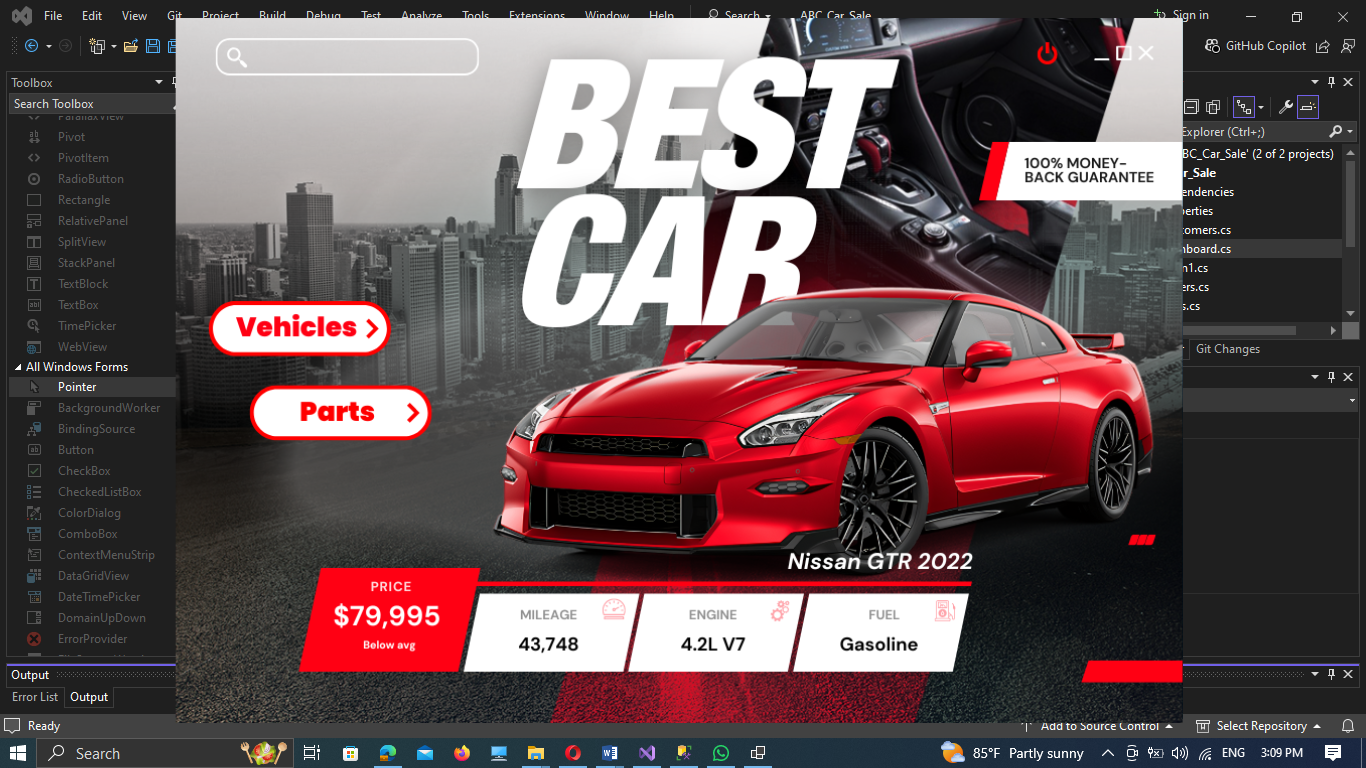 File Edit View Git Project Build Debug Test Analyze Tools Extensions Window Help Search ABC_Car_Sale Sign in
GitHub Copilot
Toolbox
Search Toolbox
ParallaxView
Pivot
PivotItem
RadioButton
Rectangle
RelativePanel
SplitView
StackPanel
TextBlock
TextBox
TimePicker
WebView
All Windows Forms
Pointer
BackgroundWorker
BindingSource
Button
CheckBox
CheckedListBox
ColorDialog
ComboBox
ContextMenuStrip
DataGridView
DateTimePicker
DomainUpDown
ErrorProvider
BEST
CAR
100% MONEY-
BACK GUARANTEE
Vehicles
Parts
Nissan GTR 2022
PRICE
$79,995
Below avg
MILEAGE
43,748
ENGINE
4.2L V7
FUEL
Gasoline
Explorer (Ctrl+;)
BC_Car_Sale' (2 of 2 projects)
r_Sale
endencies
perties
tomers.cs
hboard.cs
n1.cs
ers.cs
s.cs
Git Changes
Output
Error List Output
Ready
Add to Source Control Select Repository
Search
85°F Partly sunny
ENG
3:09 PM